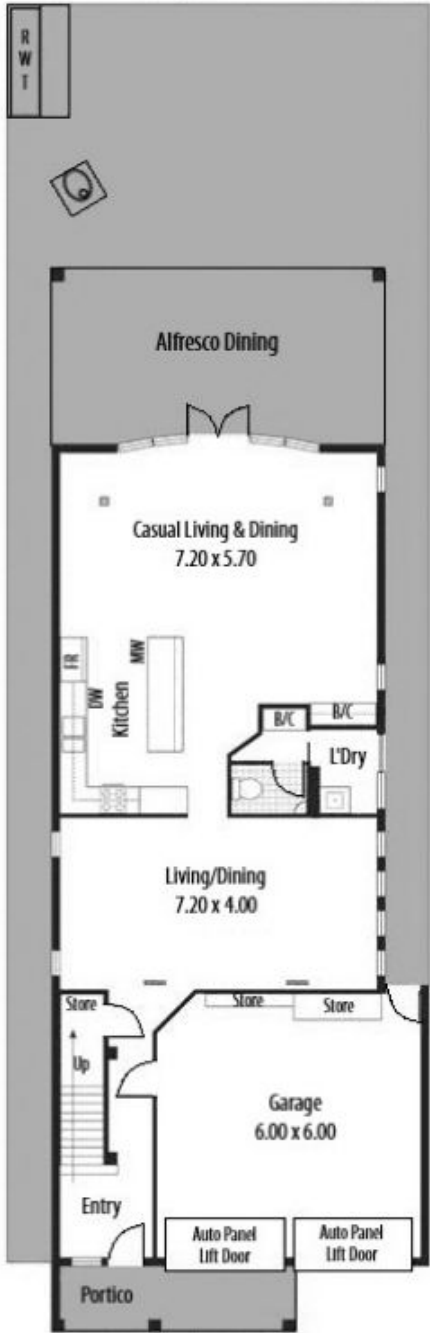 R
W
T
Alfresco Dining
Casual Living & Dining
7.20 x 5.70
FR
DW
Kitchen
MW
B/C
B/C
L'Dry
Living/Dining
7.20 x 4.00
Store
Store
Store
Up
Garage
6.00 x 6.00
Entry
Auto Panel
Lift Door
Auto Panel
Lift Door
Portico